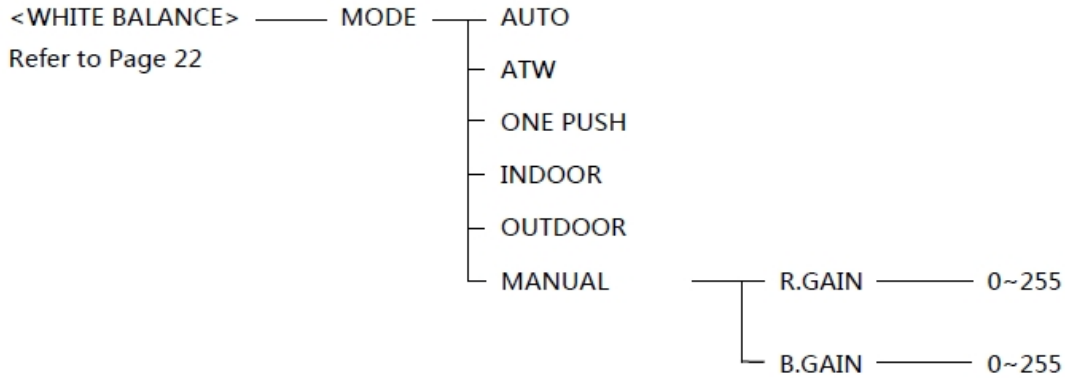 <WHITE BALANCE> MODE AUTO
Refer to Page 22
ATW
ONE PUSH
INDOOR
OUTDOOR
MANUAL R.GAIN 0~255
B.GAIN 0~255